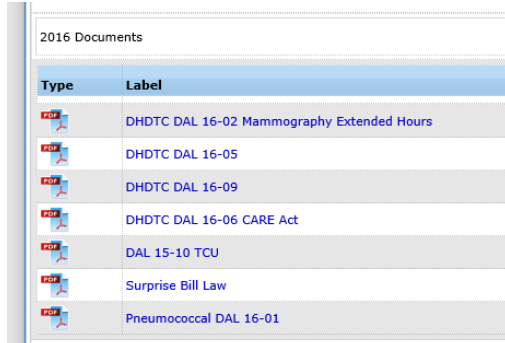 2016 Documents
Type Label
PDF DHDTC DAL 16-02 Mammography Extended Hours
PDF DHDTC DAL 16-05
PDF DHDTC DAL 16-09
PDF DHDTC DAL 16-06 CARE Act
PDF DAL 15-10 TCU
PDF Surprise Bill Law
PDF Pneumococcal DAL 16-01